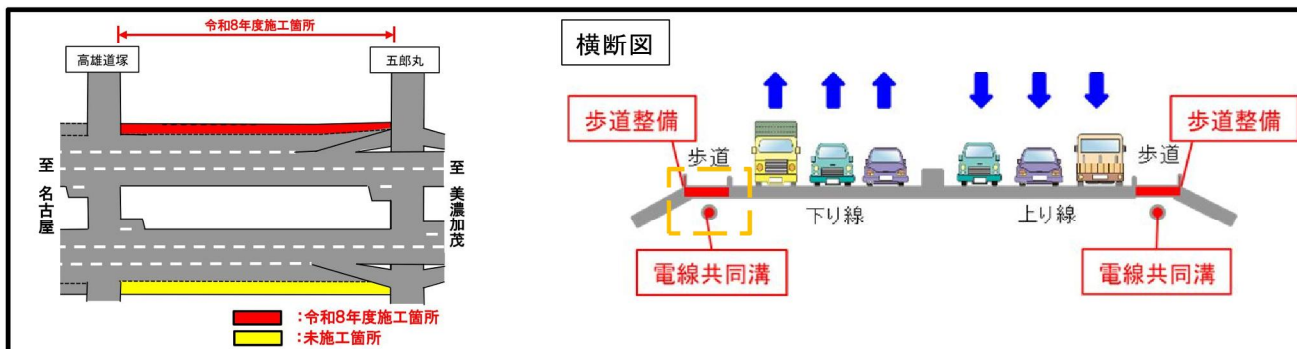 令和8年度施工箇所
高雄道塚
五郎丸
至 名古屋
至 美濃加茂
:令和8年度施工箇所
:未施工箇所
横断図
歩道整備
歩道整備
歩道
歩道
下り線
上り線
電線共同溝
電線共同溝